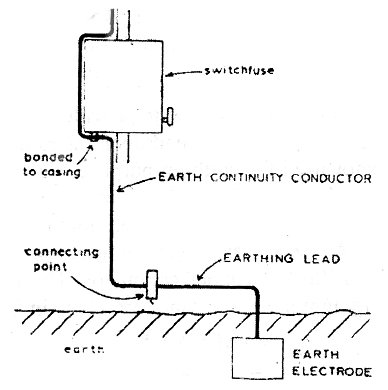 switchfuse
bonded
to casing
EARTH CONTINUITY CONDUCTOR
connecting
point
EARTHING LEAD
earth
EARTH
ELECTRODE